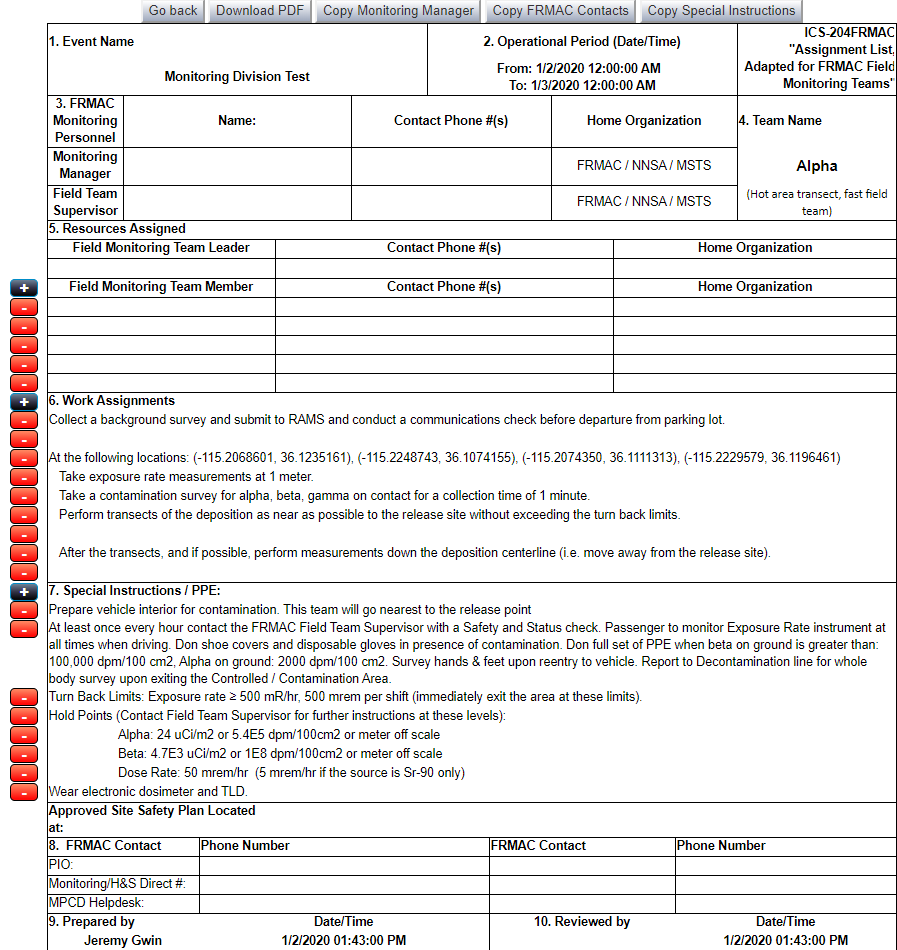 Go back Download PDF Copy Monitoring Manager Copy FRMAC Contacts Copy Special Instructions
1. Event Name
Monitoring Division Test
2. Operational Period (Date/Time)
From: 1/2/2020 12:00:00 AM
To: 1/3/2020 12:00:00 AM
ICS-204FRMAC
"Assignment List,
Adapted for FRMAC Field
Monitoring Teams"
3. FRMAC
Monitoring
Personnel
Name:
Contact Phone #(s)
Home Organization
4. Team Name
Monitoring
Manager
FRMAC / NNSA / MSTS
Alpha
(Hot area transect, fast field
team)
Field Team
Supervisor
FRMAC / NNSA / MSTS
5. Resources Assigned
Field Monitoring Team Leader Contact Phone #(s) Home Organization
+ Field Monitoring Team Member Contact Phone #(s) Home Organization
-
-
-
-
-
+ 6. Work Assignments
- Collect a background survey and submit to RAMS and conduct a communications check before departure from parking lot.
-
- At the following locations: (-115.2068601, 36.1235161), (-115.2248743, 36.1074155), (-115.2074350, 36.1111313), (-115.2229579, 36.1196461)
- Take exposure rate measurements at 1 meter.
- Take a contamination survey for alpha, beta, gamma on contact for a collection time of 1 minute.
- Perform transects of the deposition as near as possible to the release site without exceeding the turn back limits.
-
- After the transects, and if possible, perform measurements down the deposition centerline (i.e. move away from the release site).
-
+ 7. Special Instructions / PPE:
- Prepare vehicle interior for contamination. This team will go nearest to the release point
- At least once every hour contact the FRMAC Field Team Supervisor with a Safety and Status check. Passenger to monitor Exposure Rate instrument at
all times when driving. Don shoe covers and disposable gloves in presence of contamination. Don full set of PPE when beta on ground is greater than:
100,000 dpm/100 cm2, Alpha on ground: 2000 dpm/100 cm2. Survey hands & feet upon reentry to vehicle. Report to Decontamination line for whole
body survey upon exiting the Controlled / Contamination Area.
- Turn Back Limits: Exposure rate ≥ 500 mR/hr, 500 mrem per shift (immediately exit the area at these limits).
- Hold Points (Contact Field Team Supervisor for further instructions at these levels):
- Alpha: 24 uCi/m2 or 5.4E5 dpm/100cm2 or meter off scale
- Beta: 4.7E3 uCi/m2 or 1E8 dpm/100cm2 or meter off scale
- Dose Rate: 50 mrem/hr (5 mrem/hr if the source is Sr-90 only)
- Wear electronic dosimeter and TLD.
Approved Site Safety Plan Located
at:
8. FRMAC Contact Phone Number FRMAC Contact Phone Number
PIO:
Monitoring/H&S Direct #:
MPCD Helpdesk:
9. Prepared by Date/Time 10. Reviewed by Date/Time
Jeremy Gwin 1/2/2020 01:43:00 PM 1/2/2020 01:43:00 PM